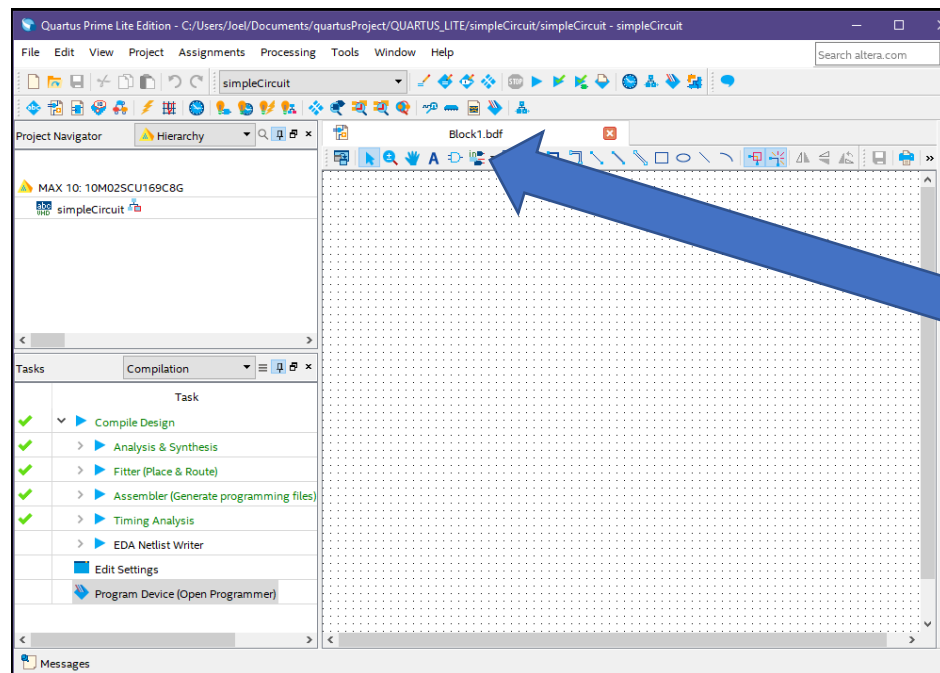 Quartus Prime Lite Edition - C:/Users/Joel/Documents/quartusProject/QUARTUS_LITE/simpleCircuit/simpleCircuit - simpleCircuit
File Edit View Project Assignments Processing Tools Window Help
Search altera.com
simpleCircuit
Project Navigator
Hierarchy
Block1.bdf
MAX 10: 10M02SCU169C8G
simpleCircuit
Tasks
Compilation
Task
Compile Design
Analysis & Synthesis
Fitter (Place & Route)
Assembler (Generate programming files)
Timing Analysis
EDA Netlist Writer
Edit Settings
Program Device (Open Programmer)
Messages